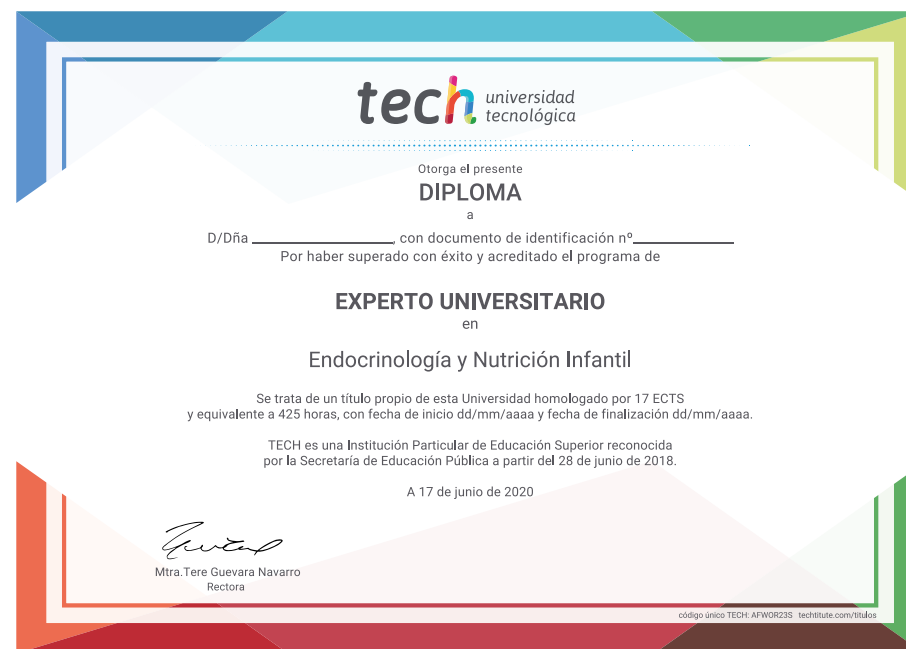 tech universidad
tecnológica
Otorga el presente
DIPLOMA
a
D/Dña ____________________, con documento de identificación nº______________
Por haber superado con éxito y acreditado el programa de
EXPERTO UNIVERSITARIO
en
Endocrinología y Nutrición Infantil
Se trata de un título propio de esta Universidad homologado por 17 ECTS
y equivalente a 425 horas, con fecha de inicio dd/mm/aaaa y fecha de finalización dd/mm/aaaa.
TECH es una Institución Particular de Educación Superior reconocida
por la Secretaría de Educación Pública a partir del 28 de junio de 2018.
A 17 de junio de 2020
Mtra.Tere Guevara Navarro
Rectora
código único TECH: AFWOR23S techtitute.com/titulos